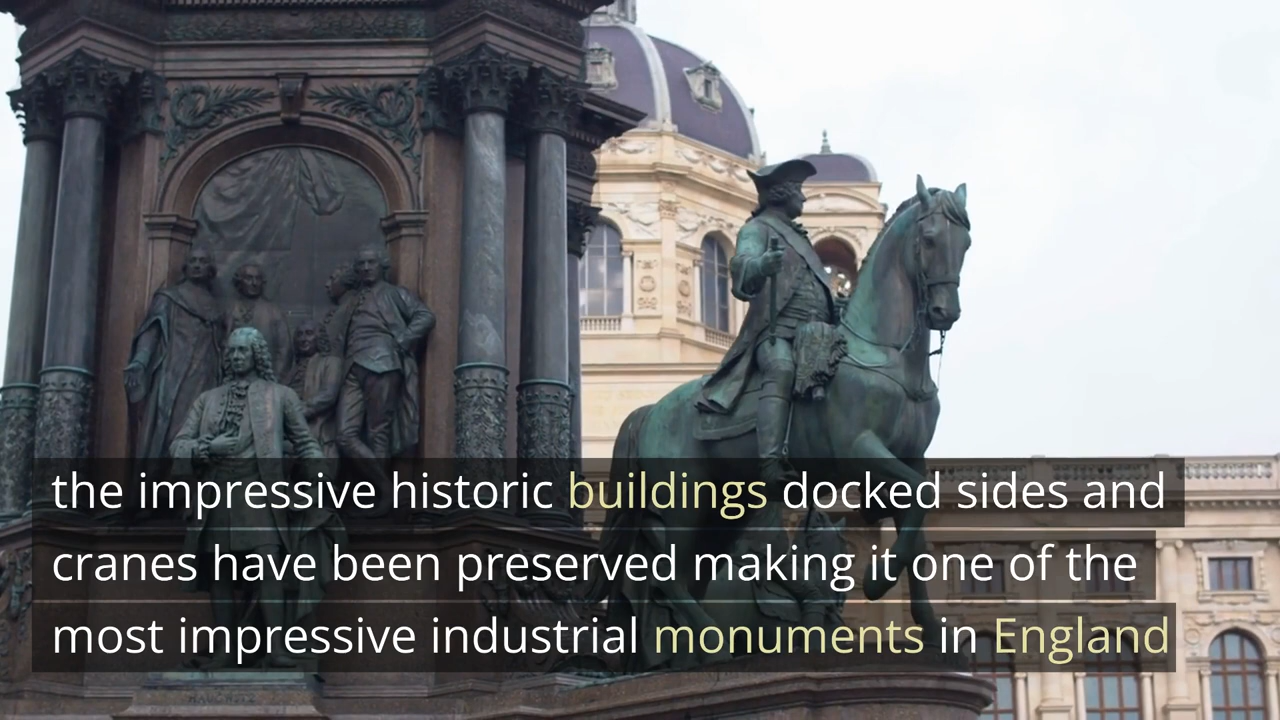 the impressive historic buildings docked sides and
cranes have been preserved making it one of the
most impressive industrial monuments in England